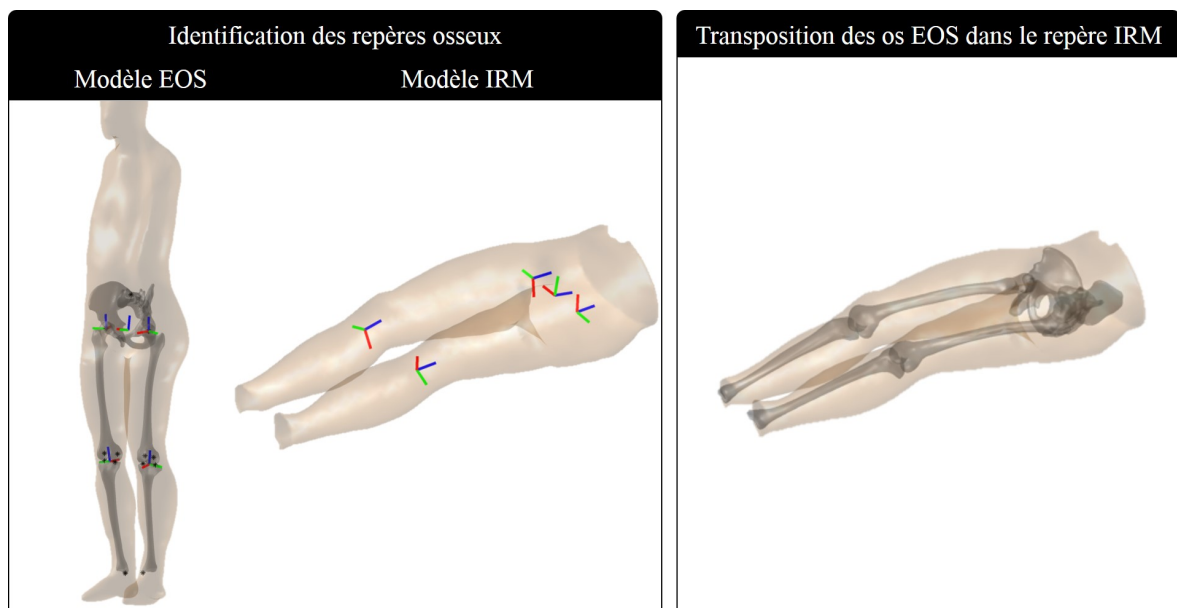 Identification des repères osseux
Modèle EOS
Modèle IRM
Transposition des os EOS dans le repère IRM